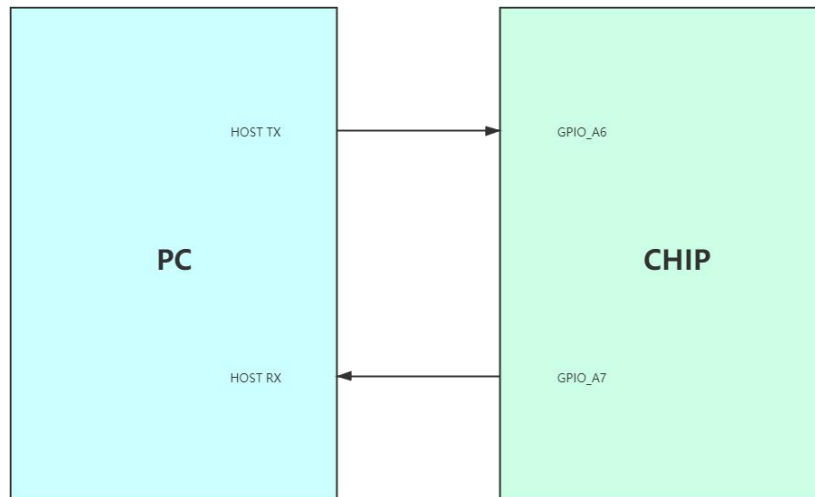 HOST TX
GPIO_A6
PC
CHIP
HOST RX
GPIO_A7